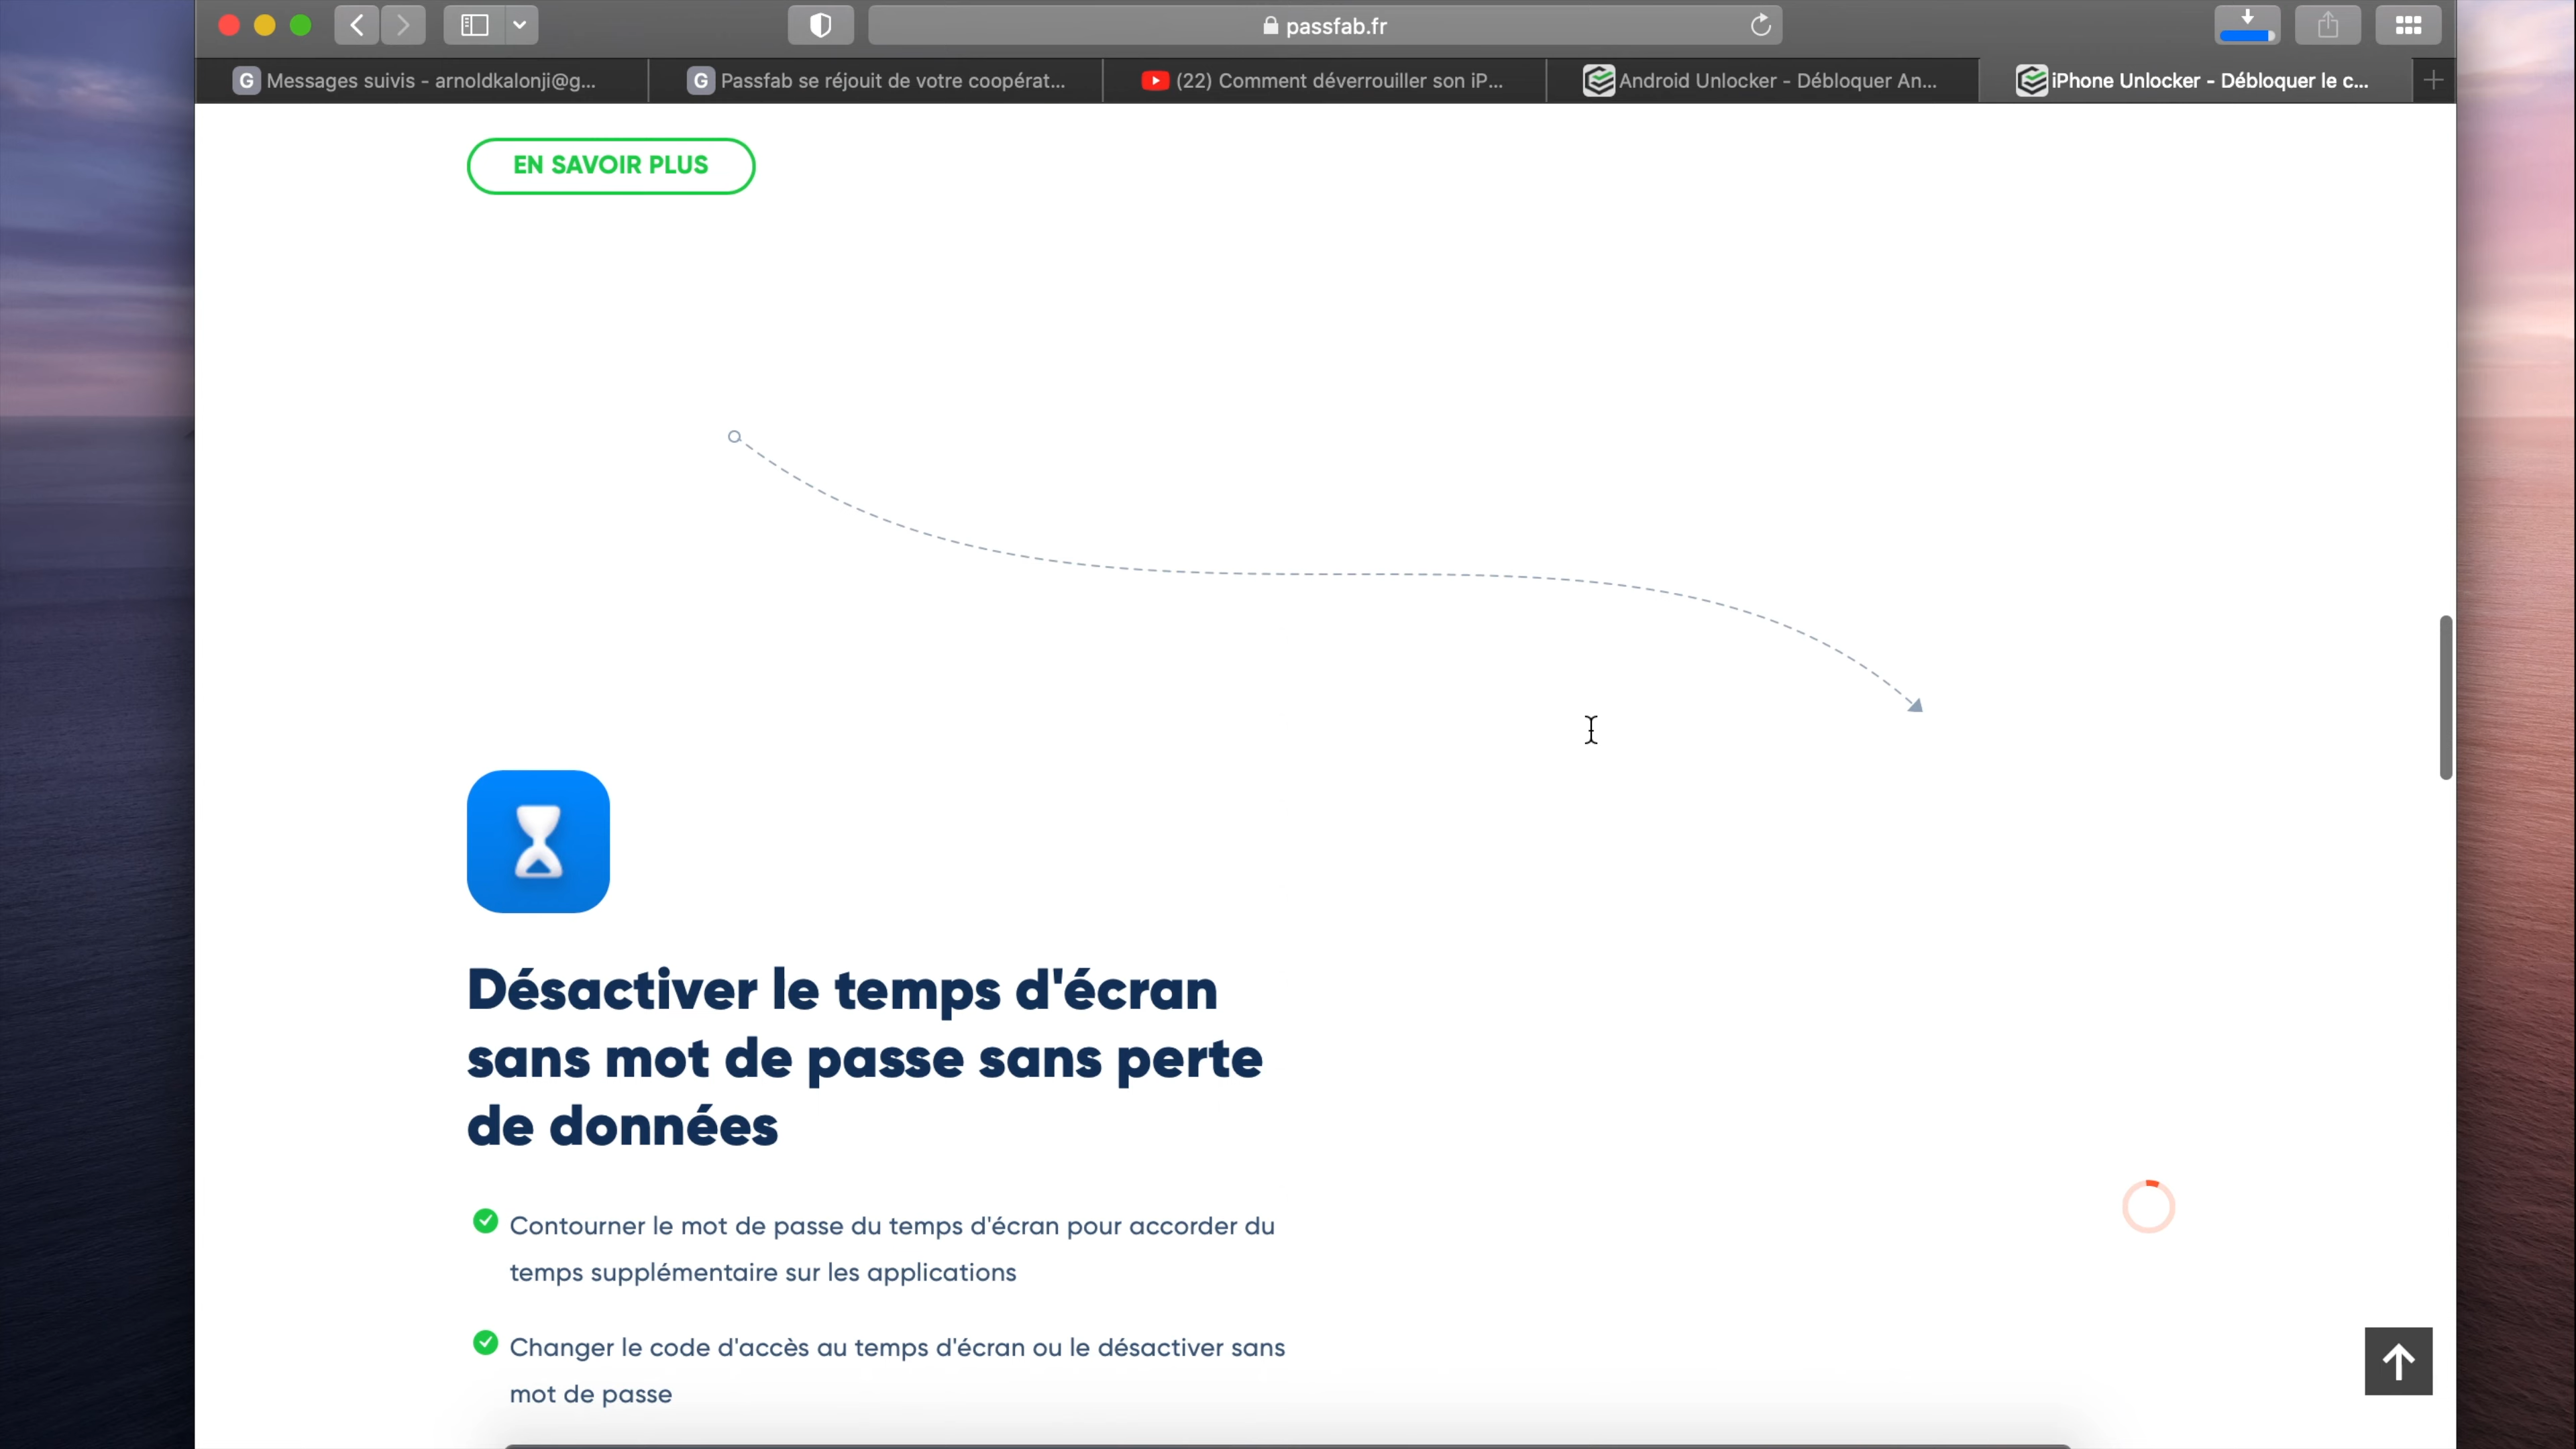 passfab.fr
G Messages suivis - arnoldkalonji@g...
G Passfab se réjouit de votre coopérat...
(22) Comment déverrouiller son iP...
Android Unlocker - Débloquer An...
iPhone Unlocker - Débloquer le c...
EN SAVOIR PLUS
Désactiver le temps d'écran
sans mot de passe sans perte
de données
Contourner le mot de passe du temps d'écran pour accorder du
temps supplémentaire sur les applications
Changer le code d'accès au temps d'écran ou le désactiver sans
mot de passe